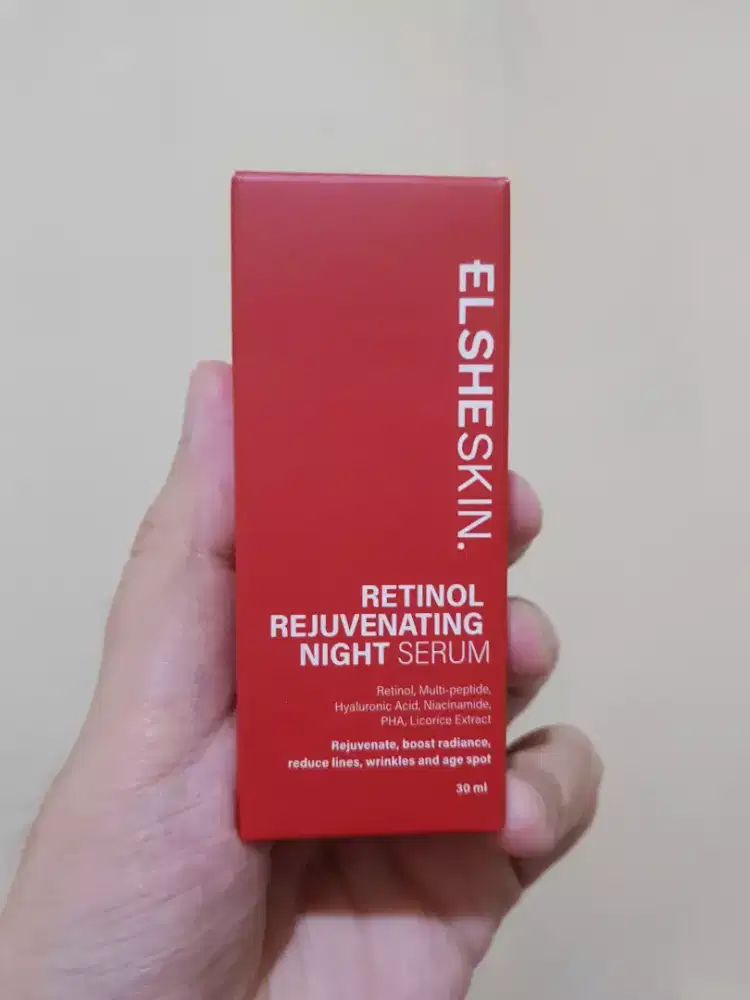 ELSHESKIN.
RETINOL
REJUVENATING
NIGHT SERUM
Retinol, Multi-peptide,
Hyaluronic Acid, Niacinamide,
PHA, Licorice Extract
Rejuvenate, boost radiance,
reduce lines, wrinkles and age spot
30 ml